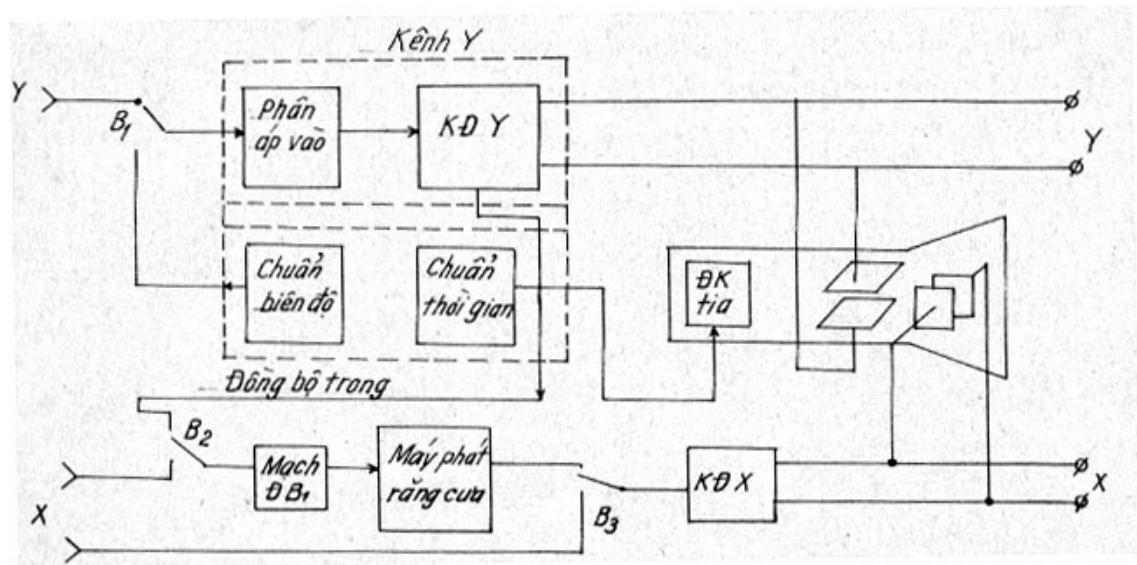 Kênh Y
Y
B1
Phân
áp vào
KĐ Y
Y
Chuẩn
biên độ
Chuẩn
thời gian
ĐK
tia
Đồng bộ trong
B2
Mạch
ĐB1
Máy phát
răng cưa
B3
KĐ X
X
X